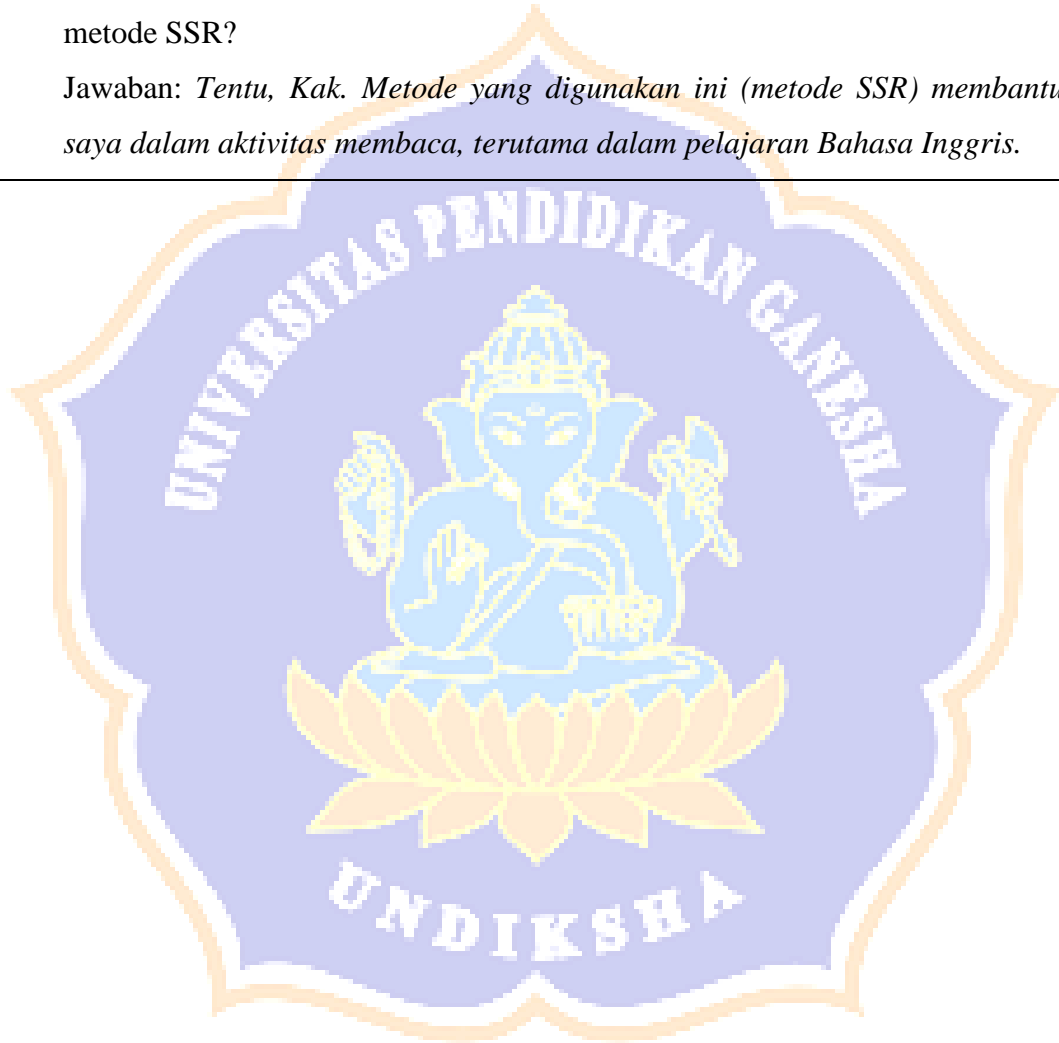 metode SSR?
Jawaban: Tentu, Kak. Metode yang digunakan ini (metode SSR) membantu
saya dalam aktivitas membaca, terutama dalam pelajaran Bahasa Inggris.
UNIVERSITAS PENDIDIKAN GANESHA
UNDIKSHA